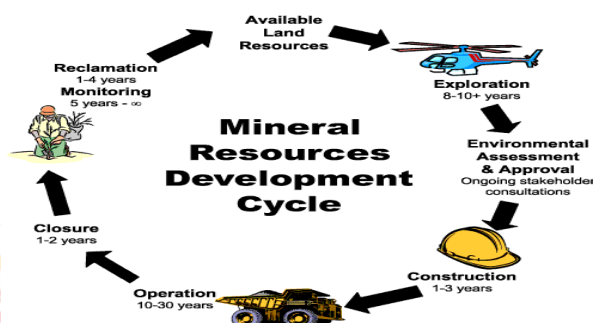 Mineral
Resources
Development
Cycle
Available
Land
Resources
Exploration
8-10+ years
Environmental
Assessment
& Approval
Ongoing stakeholder
consultations
Construction
1-3 years
Operation
10-30 years
Closure
1-2 years
Reclamation
1-4 years
Monitoring
5 years - ∞